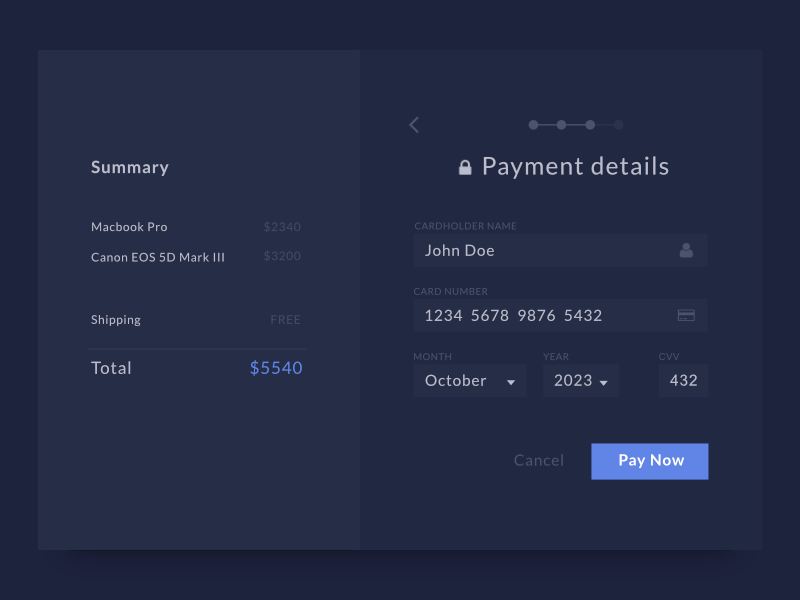 Summary
Macbook Pro $2340
Canon EOS 5D Mark III $3200
Shipping FREE
Total $5540
Payment details
CARDHOLDER NAME
John Doe
CARD NUMBER
1234 5678 9876 5432
MONTH YEAR CVV
October 2023 432
Cancel Pay Now